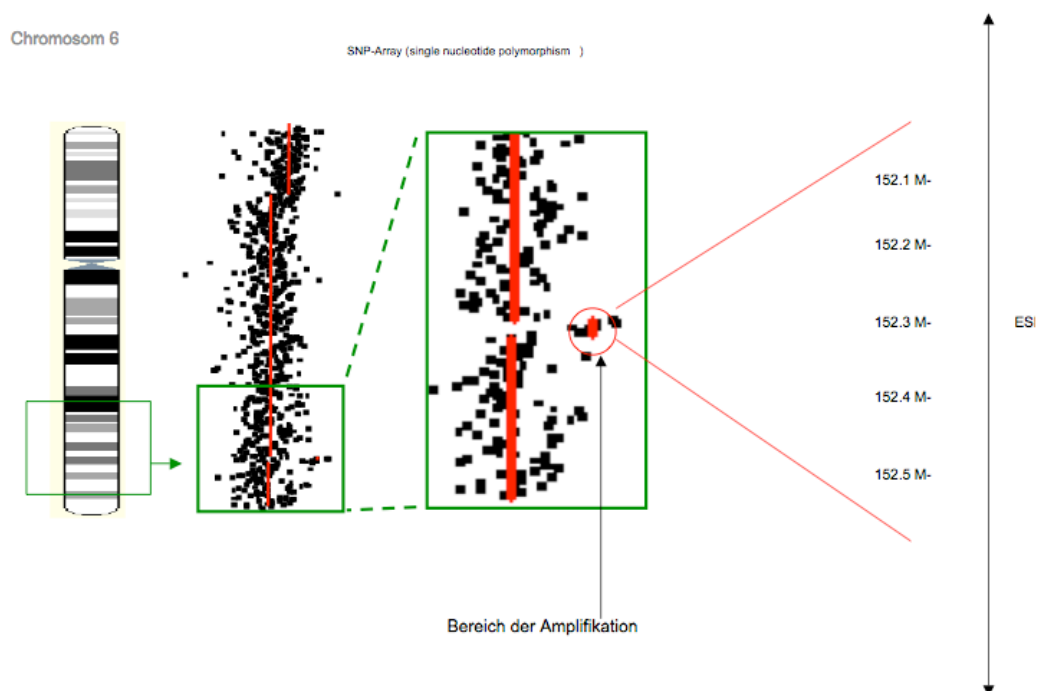 Chromosom 6
SNP-Array (single nucleotide polymorphism )
152.1 M-
152.2 M-
152.3 M-
ES
152.4 M-
152.5 M-
Bereich der Amplifikation